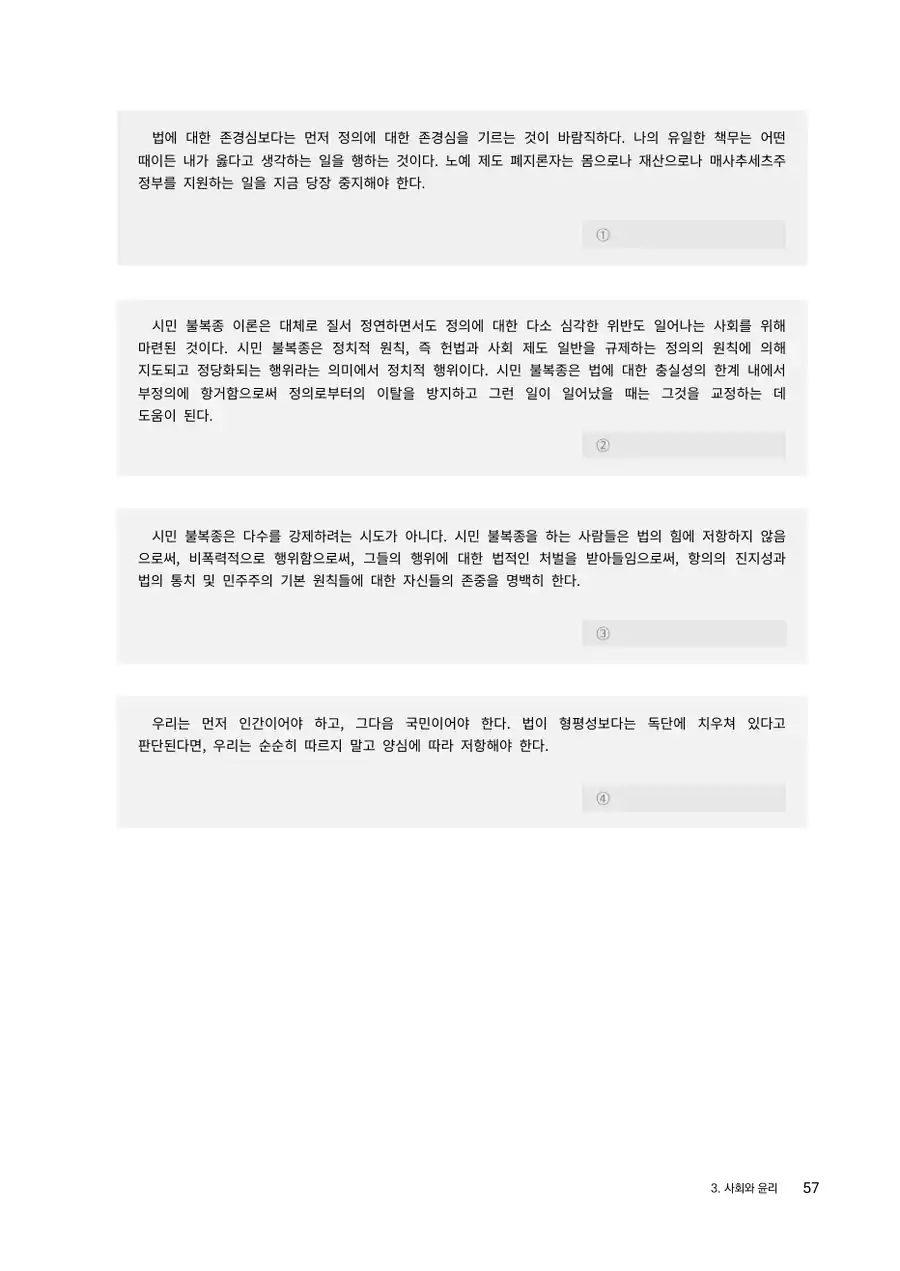 법에 대한 존경심보다는 먼저 정의에 대한 존경심을 기르는 것이 바람직하다. 나의 유일한 책무는 어떤
때이든 내가 옳다고 생각하는 일을 행하는 것이다. 노예 제도 폐지론자는 몸으로나 재산으로나 매사추세츠주
정부를 지원하는 일을 지금 당장 중지해야 한다.
①
시민 불복종 이론은 대체로 질서 정연하면서도 정의에 대한 다소 심각한 위반도 일어나는 사회를 위해
마련된 것이다. 시민 불복종은 정치적 원칙, 즉 헌법과 사회 제도 일반을 규제하는 정의의 원칙에 의해
지도되고 정당화되는 행위라는 의미에서 정치적 행위이다. 시민 불복종은 법에 대한 충실성의 한계 내에서
부정의에 항거함으로써 정의로부터의 이탈을 방지하고 그런 일이 일어났을 때는 그것을 교정하는 데
도움이 된다.
②
시민 불복종은 다수를 강제하려는 시도가 아니다. 시민 불복종을 하는 사람들은 법의 힘에 저항하지 않음
으로써, 비폭력적으로 행위함으로써, 그들의 행위에 대한 법적인 처벌을 받아들임으로써, 항의의 진지성과
법의 통치 및 민주주의 기본 원칙들에 대한 자신들의 존중을 명백히 한다.
③
우리는 먼저 인간이어야 하고, 그다음 국민이어야 한다. 법이 형평성보다는 독단에 치우쳐 있다고
판단된다면, 우리는 순순히 따르지 말고 양심에 따라 저항해야 한다.
④
3. 사회와 윤리 57